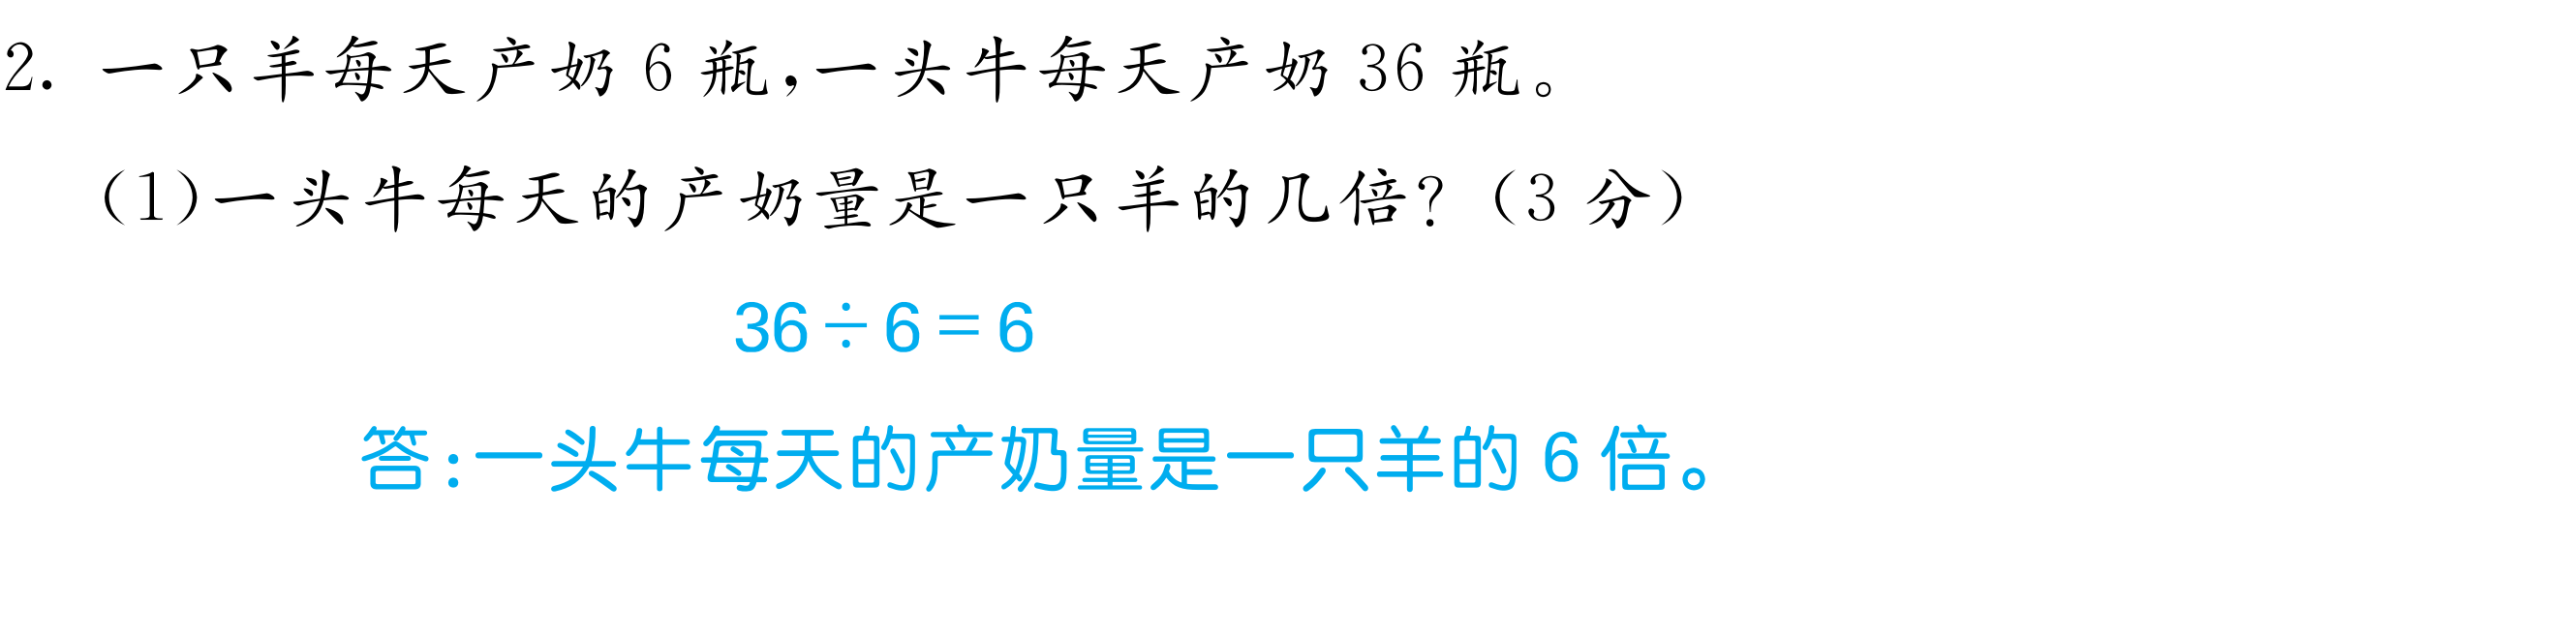 2. 一只羊每天产奶 6 瓶,一头牛每天产奶 36 瓶。
(1)一头牛每天的产奶量是一只羊的几倍?(3 分)
36÷6=6
答:一头牛每天的产奶量是一只羊的 6 倍。